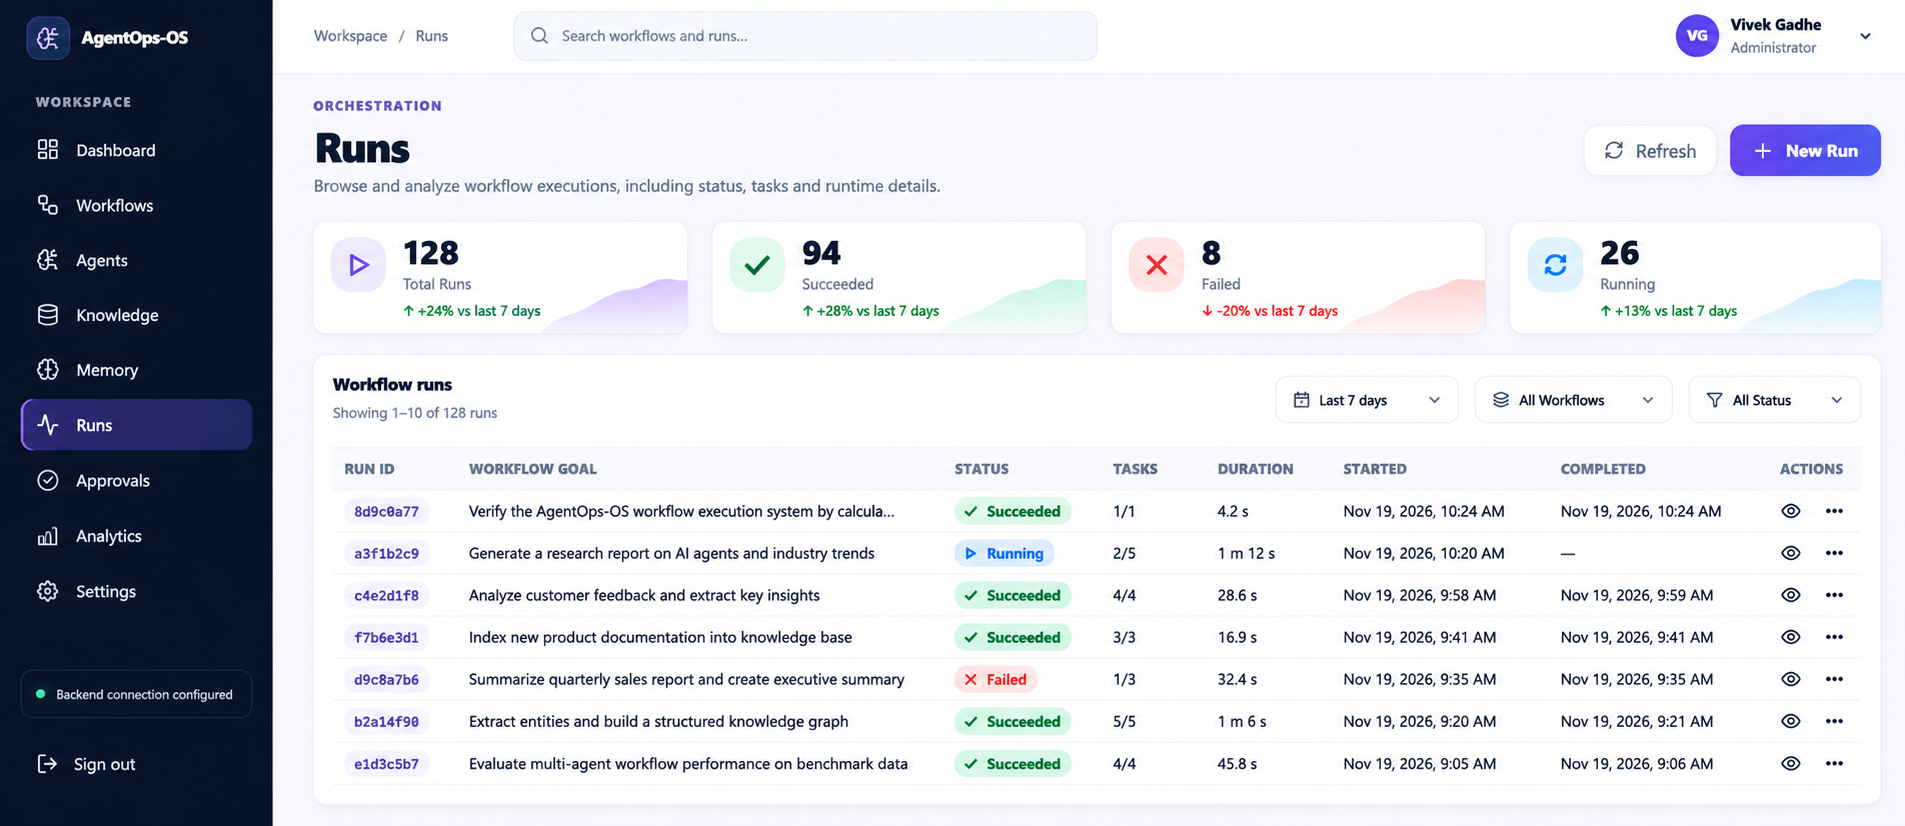 AgentOps-OS
WORKSPACE
Dashboard
Workflows
Agents
Knowledge
Memory
Runs
Approvals
Analytics
Settings
Backend connection configured
Sign out
Workspace / Runs
Search workflows and runs...
VG
Vivek Gadhe
Administrator
ORCHESTRATION
Runs
Browse and analyze workflow executions, including status, tasks and runtime details.
Refresh
+ New Run
128
Total Runs
↑ +24% vs last 7 days
94
Succeeded
↑ +28% vs last 7 days
8
Failed
↓ -20% vs last 7 days
26
Running
↑ +13% vs last 7 days
Workflow runs
Showing 1–10 of 128 runs
Last 7 days
All Workflows
All Status
RUN ID WORKFLOW GOAL STATUS TASKS DURATION STARTED COMPLETED ACTIONS
8d9c0a77 Verify the AgentOps-OS workflow execution system by calcula... Succeeded 1/1 4.2 s Nov 19, 2026, 10:24 AM Nov 19, 2026, 10:24 AM
a3f1b2c9 Generate a research report on AI agents and industry trends Running 2/5 1 m 12 s Nov 19, 2026, 10:20 AM —
c4e2d1f8 Analyze customer feedback and extract key insights Succeeded 4/4 28.6 s Nov 19, 2026, 9:58 AM Nov 19, 2026, 9:59 AM
f7b6e3d1 Index new product documentation into knowledge base Succeeded 3/3 16.9 s Nov 19, 2026, 9:41 AM Nov 19, 2026, 9:41 AM
d9c8a7b6 Summarize quarterly sales report and create executive summary Failed 1/3 32.4 s Nov 19, 2026, 9:35 AM Nov 19, 2026, 9:35 AM
b2a14f90 Extract entities and build a structured knowledge graph Succeeded 5/5 1 m 6 s Nov 19, 2026, 9:20 AM Nov 19, 2026, 9:21 AM
e1d3c5b7 Evaluate multi-agent workflow performance on benchmark data Succeeded 4/4 45.8 s Nov 19, 2026, 9:05 AM Nov 19, 2026, 9:06 AM